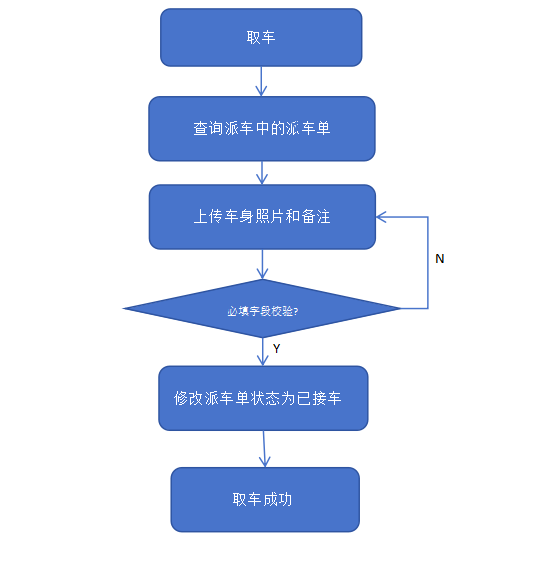 取车
查询派车中的派车单
上传车身照片和备注
N
必填字段校验?
Y
修改派车单状态为已接车
取车成功